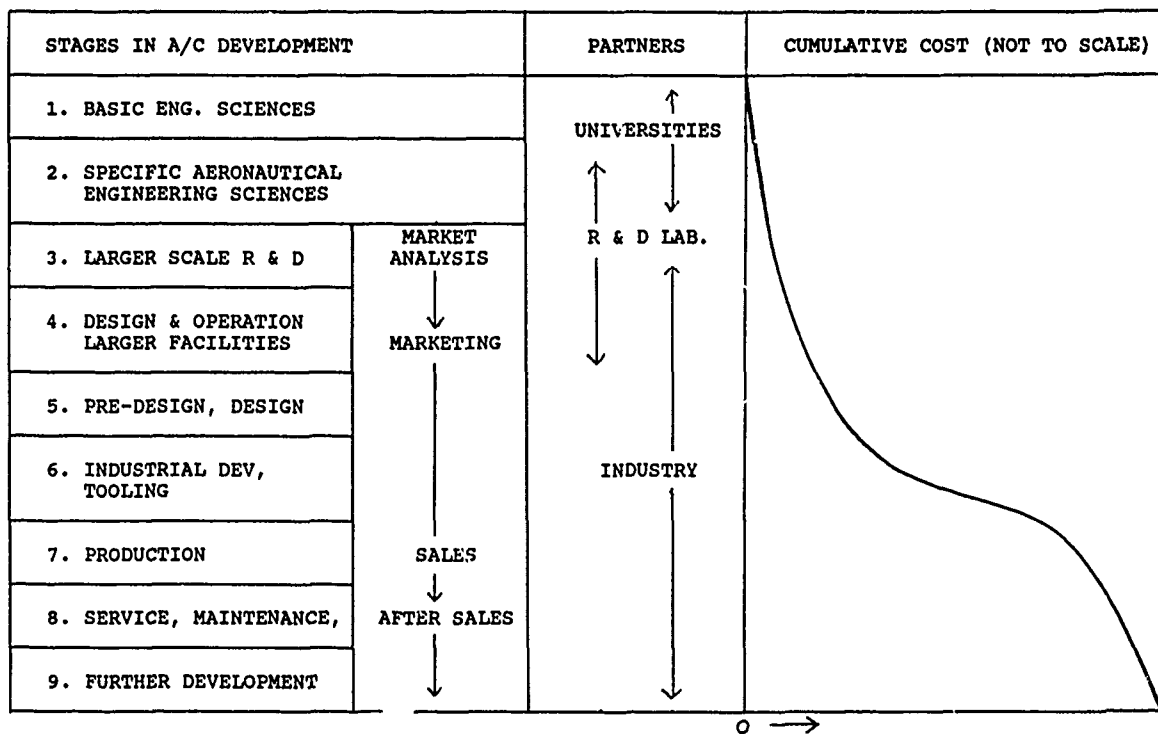 STAGES IN A/C DEVELOPMENT
PARTNERS
CUMULATIVE COST (NOT TO SCALE)
1. BASIC ENG. SCIENCES
UNIVERSITIES
2. SPECIFIC AERONAUTICAL
ENGINEERING SCIENCES
3. LARGER SCALE R & D
MARKET
ANALYSIS
R & D LAB.
4. DESIGN & OPERATION
LARGER FACILITIES
MARKETING
5. PRE-DESIGN, DESIGN
6. INDUSTRIAL DEV,
TOOLING
INDUSTRY
7. PRODUCTION
SALES
8. SERVICE, MAINTENANCE,
AFTER SALES
9. FURTHER DEVELOPMENT
0